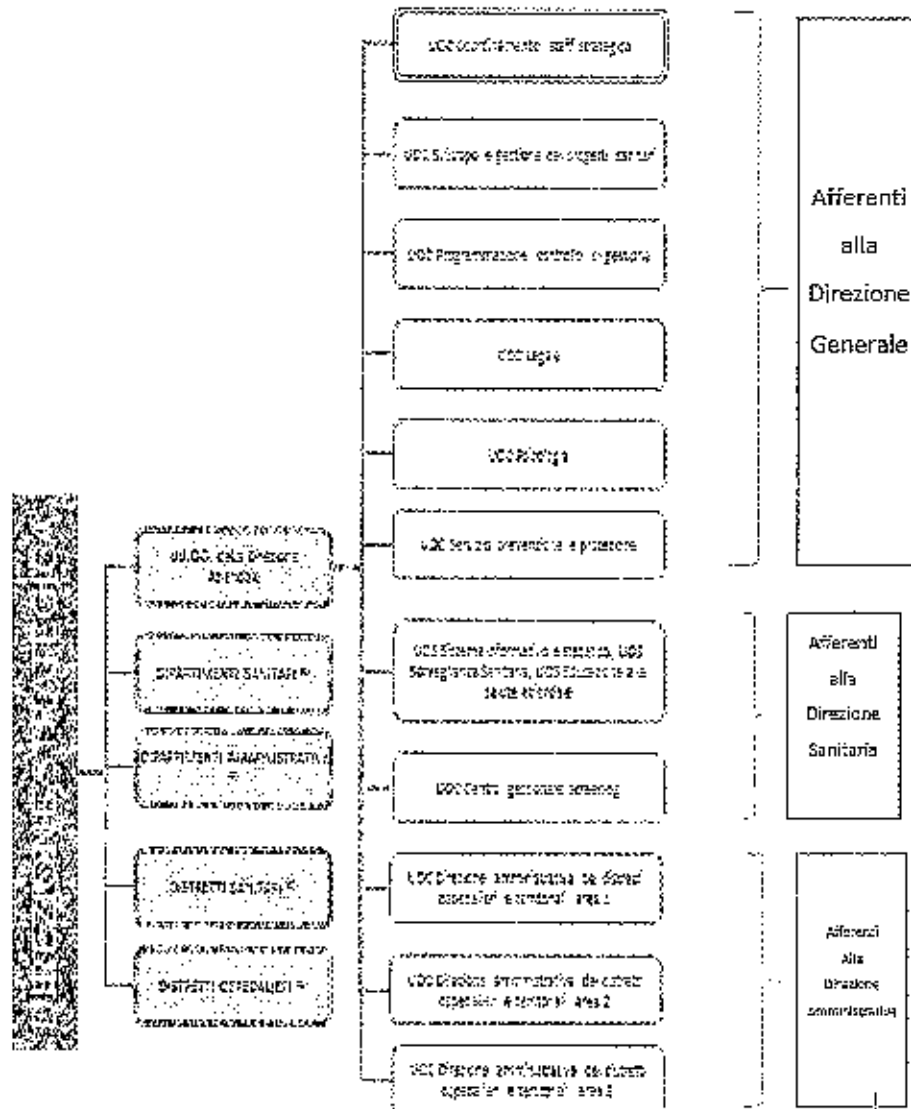 UOC Coordinamento staff strategico
UOC Sviluppo e gestione dei progetti sanitari
UOC Programmazione controllo di gestione
UOC Legale
UOC Psicologia
UOC Servizio prevenzione e protezione
UU.OO. della Direzione
Aziendale
DIPARTIMENTI SANITARI
DIPARTIMENTI AMMINISTRATIVI
DISTRETTI SANITARI
DISTRETTI OSPEDALIERI
UOS Sistema informativo e statistica, UOS
Sorveglianza Sanitaria, UOS Educazione alla
salute aziendale
UOC Centro gestionale screening
UOC Direzione amministrativa dei distretti
ospedalieri e territoriali area 1
UOC Direzione amministrativa dei distretti
ospedalieri e territoriali area 2
UOC Direzione amministrativa dei distretti
ospedalieri e territoriali area
Afferenti
alla
Direzione
Generale
Afferenti
alla
Direzione
Sanitaria
Afferenti
Alla
Direzione
Amministrativa